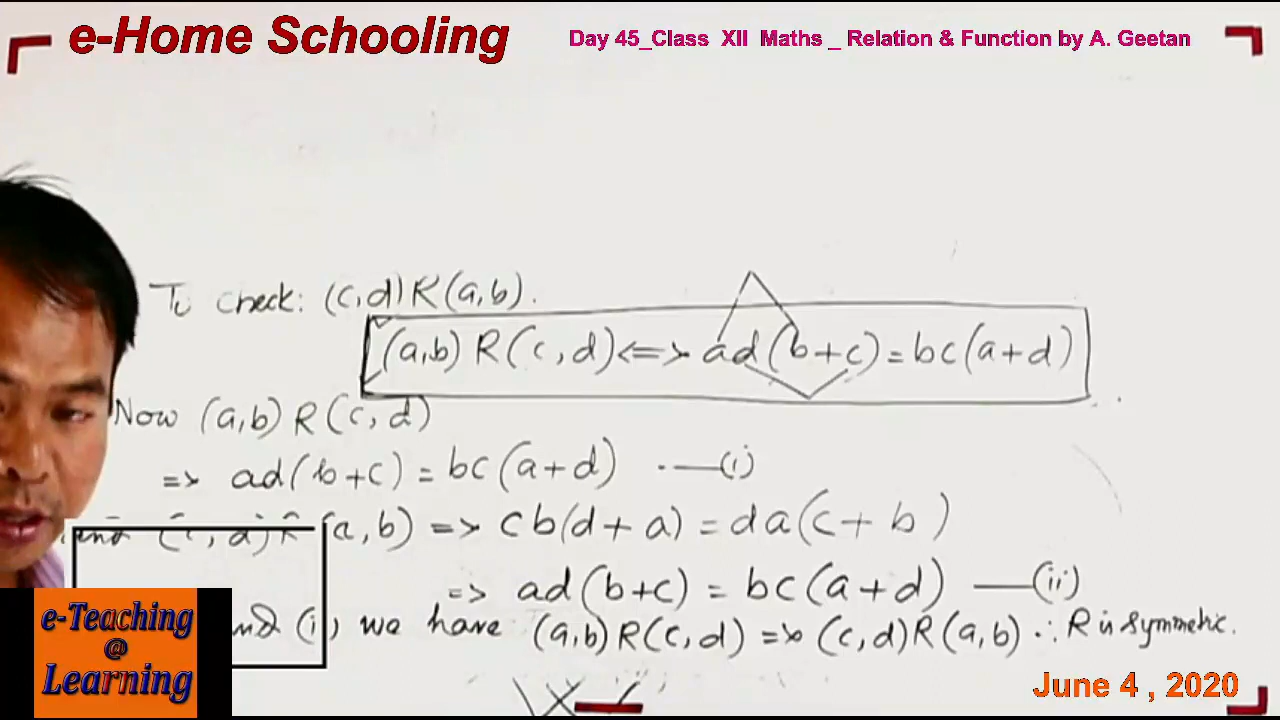 e-Home Schooling
Day 45_Class XII Maths _ Relation & Function by A. Geetan
To check: (c,d)R(a,b).
(a,b) R (c,d) <=> ad(b+c) = bc(a+d)
Now (a,b) R (c,d)
=> ad(b+c) = bc(a+d) —(i)
(a,b) => cb(d+a) = da(c+b)
=> ad(b+c) = bc(a+d) —(ii)
we have (a,b)R(c,d) => (c,d)R(a,b) ∴ R is symmetric.
e-Teaching
@
Learning
June 4 , 2020